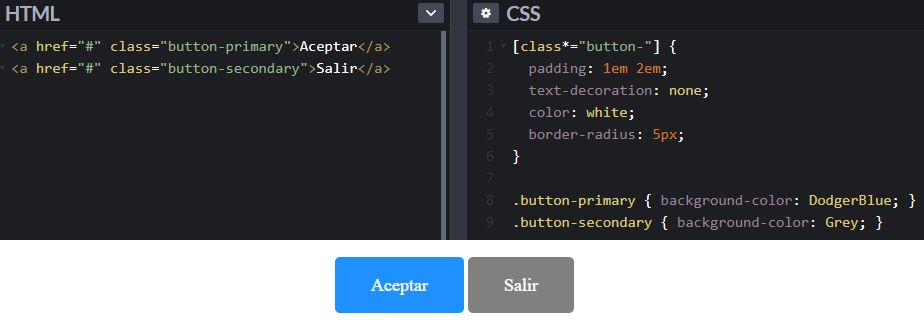 HTML
<a href="#" class="button-primary">Aceptar</a>
<a href="#" class="button-secondary">Salir</a>
CSS
1 [class*="button-"] {
2 padding: 1em 2em;
3 text-decoration: none;
4 color: white;
5 border-radius: 5px;
6 }
7
8 .button-primary { background-color: DodgerBlue; }
9 .button-secondary { background-color: Grey; }
Aceptar
Salir